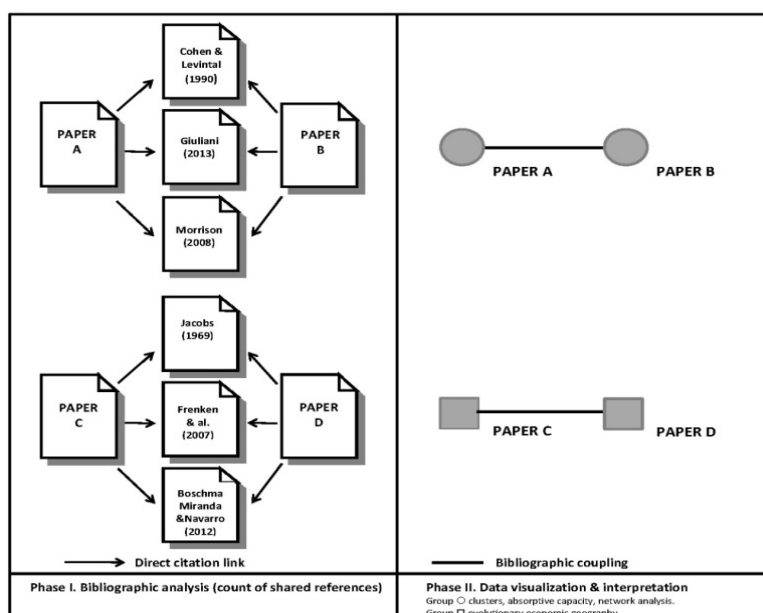 Cohen &
Levintal
(1990)
PAPER
A
Giuliani
(2013)
PAPER
B
Morrison
(2008)
PAPER A
PAPER B
Jacobs
(1969)
PAPER
C
Frenken
& al.
(2007)
PAPER
D
Boschma
Miranda
&Navarro
(2012)
PAPER C
PAPER D
Direct citation link
Bibliographic coupling
Phase I. Bibliographic analysis (count of shared references)
Phase II. Data visualization & interpretation
Group ○ clusters, absorptive capacity, network analysis.
Group □ evolutionary economic geography